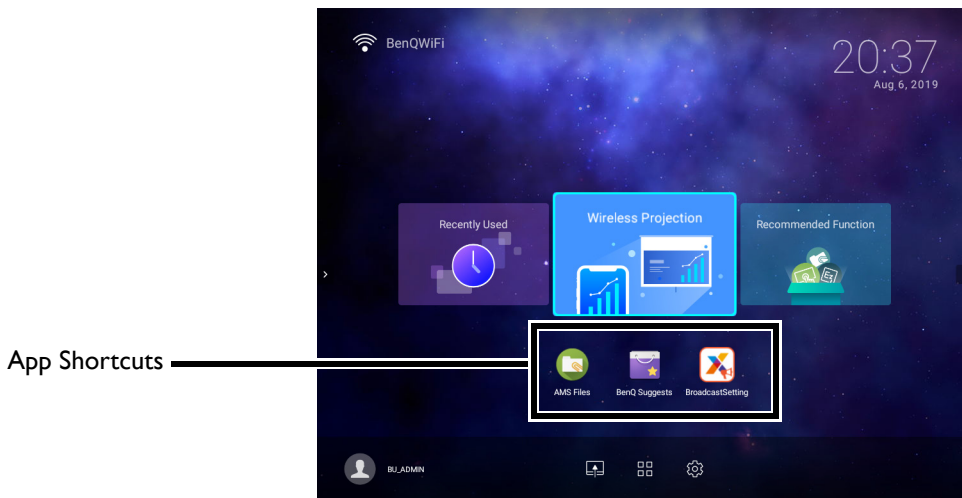 BenQWiFi
20:37
Aug 6, 2019
Recently Used
Wireless Projection
Recommended Function
App Shortcuts
AMS Files
BenQ Suggests
BroadcastSetting
BU_ADMIN